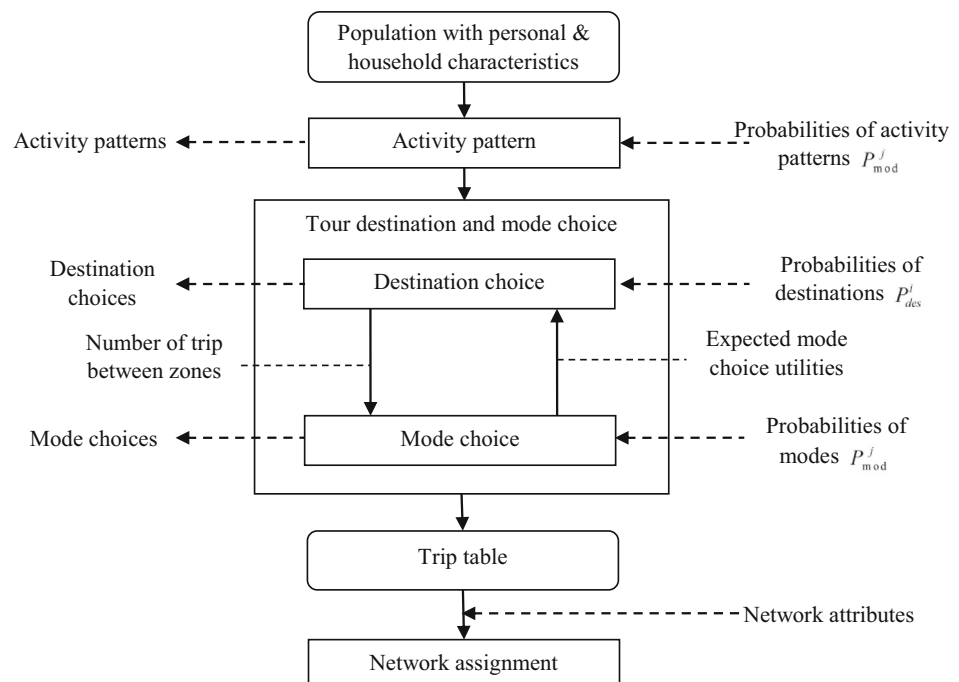 Population with personal &
household characteristics
Activity patterns
Activity pattern
Probabilities of activity
patterns P^j_mod
Tour destination and mode choice
Destination
choices
Destination choice
Probabilities of
destinations P^i_des
Number of trip
between zones
Expected mode
choice utilities
Mode choices
Mode choice
Probabilities of
modes P^j_mod
Trip table
Network attributes
Network assignment